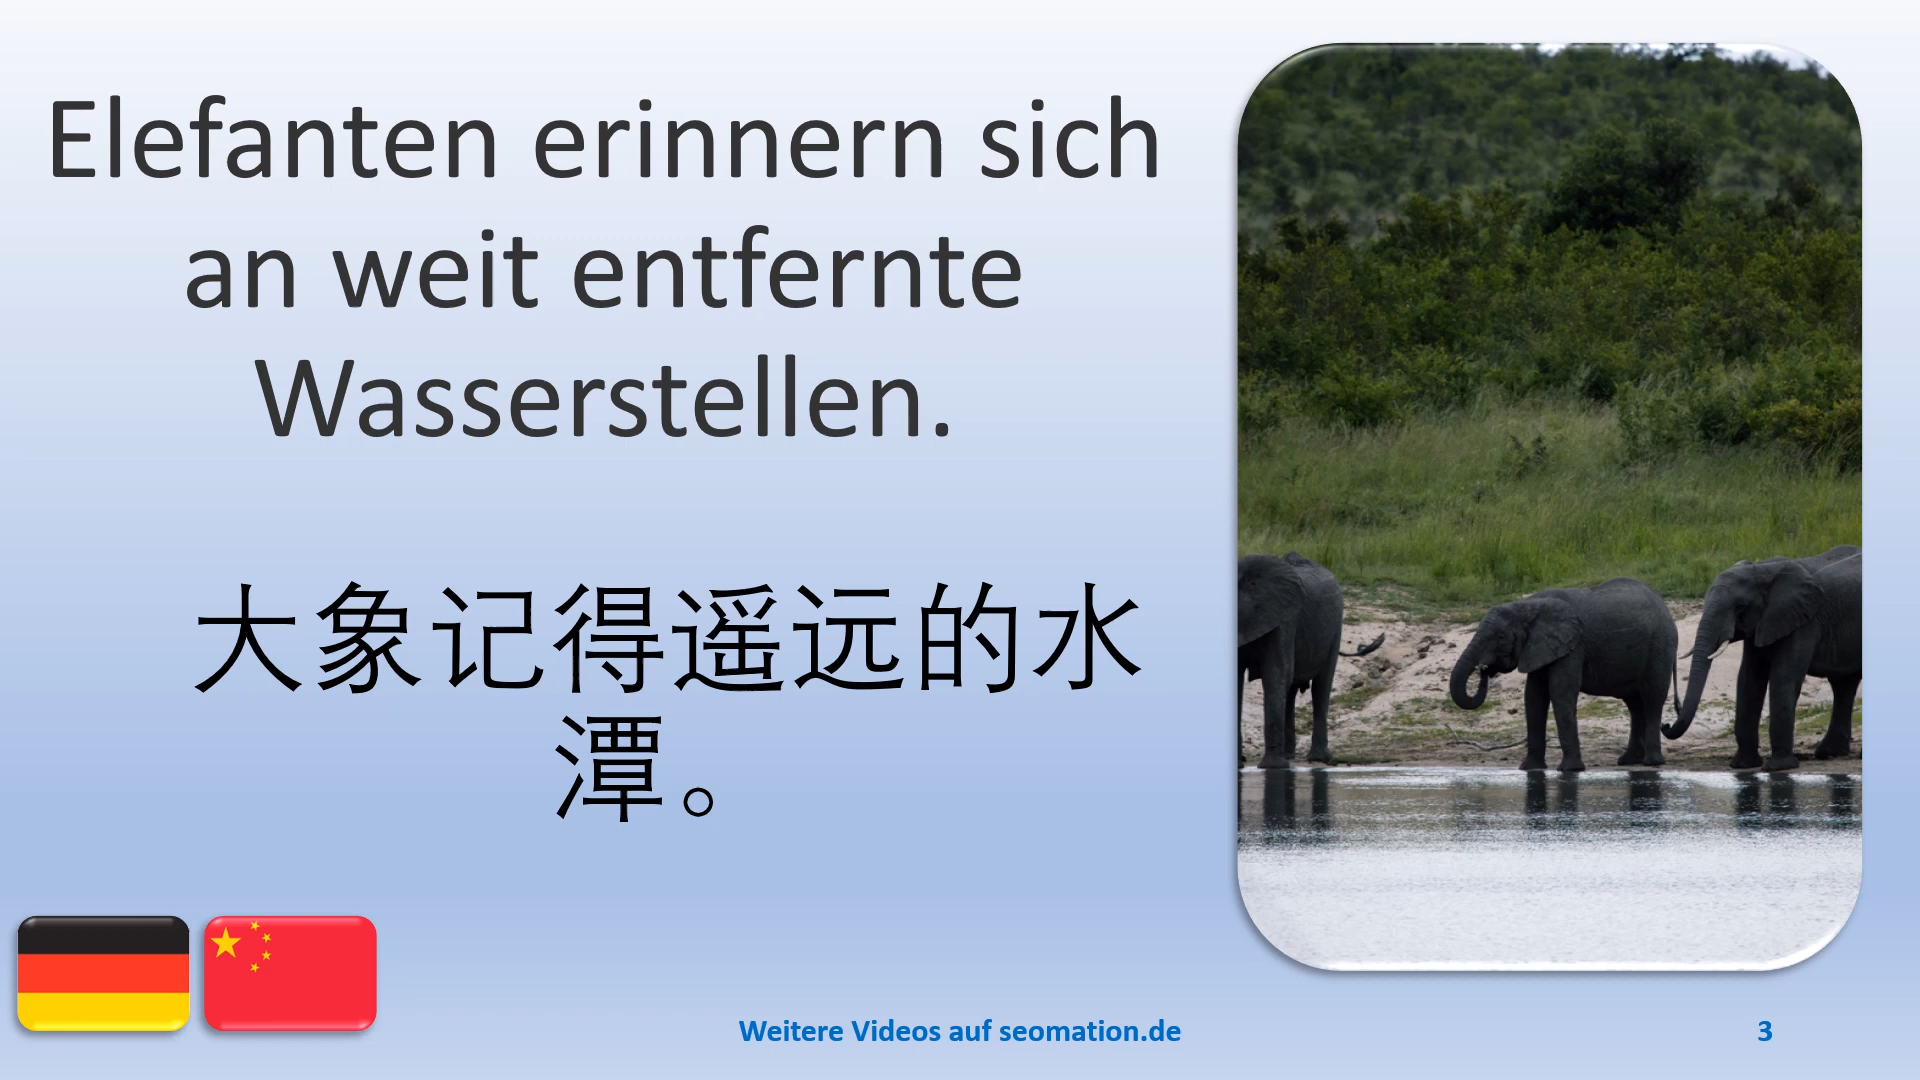 Elefanten erinnern sich
an weit entfernte
Wasserstellen.
大象记得遥远的水
潭。
Weitere Videos auf seomation.de
3